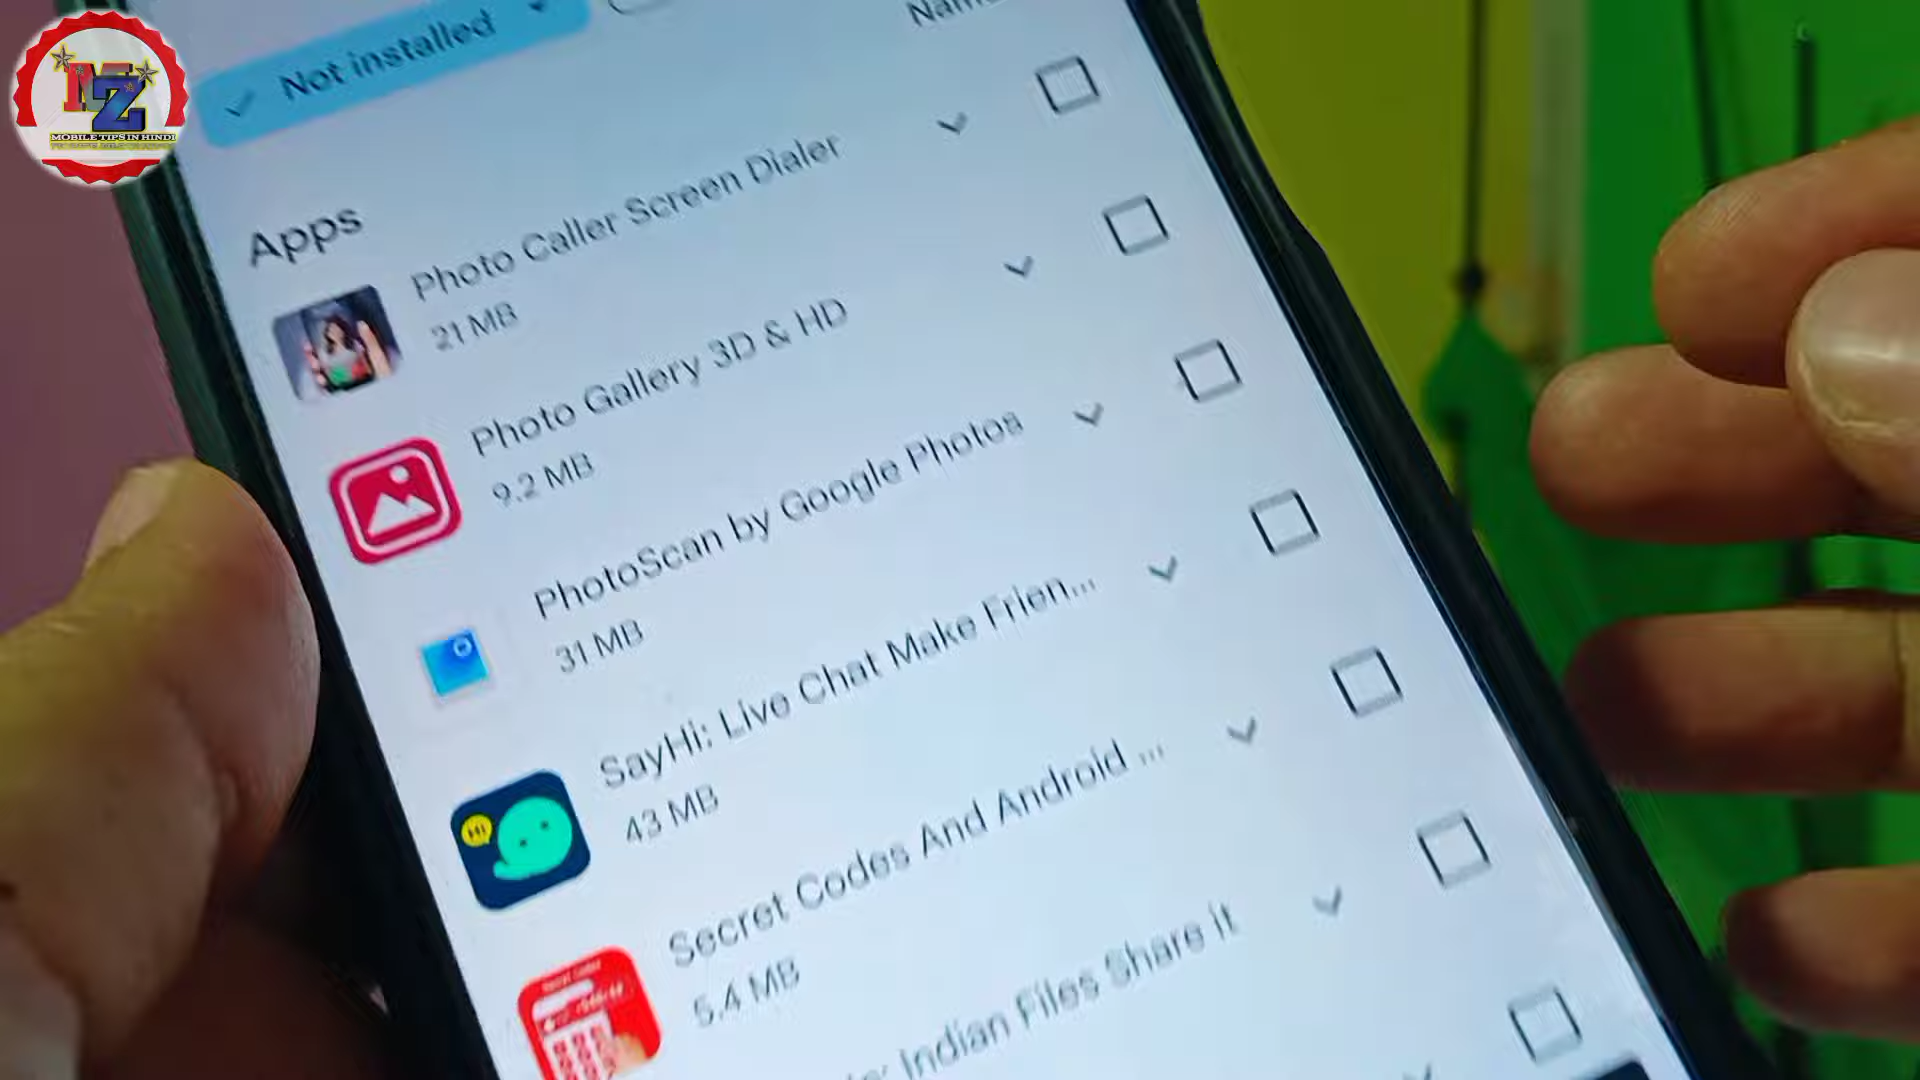 MZ
MOBILE TIPS IN HINDI
Not installed
Apps
Photo Caller Screen Dialer
21 MB
Photo Gallery 3D & HD
9.2 MB
PhotoScan by Google Photos
31 MB
SayHi: Live Chat Make Frien...
HI
43 MB
Secret Codes And Android ...
5.4 MB
Indian Files Share it